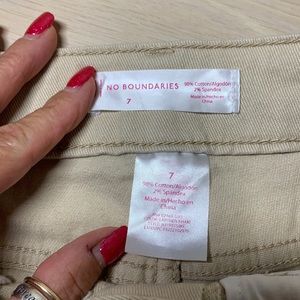 NO BOUNDARIES
7
98% Cotton/Algodón
2% Spandex
Made in/Hecho en
China
7
98% Cotton/Algodón
2% Spandex
Made in/Hecho en
China